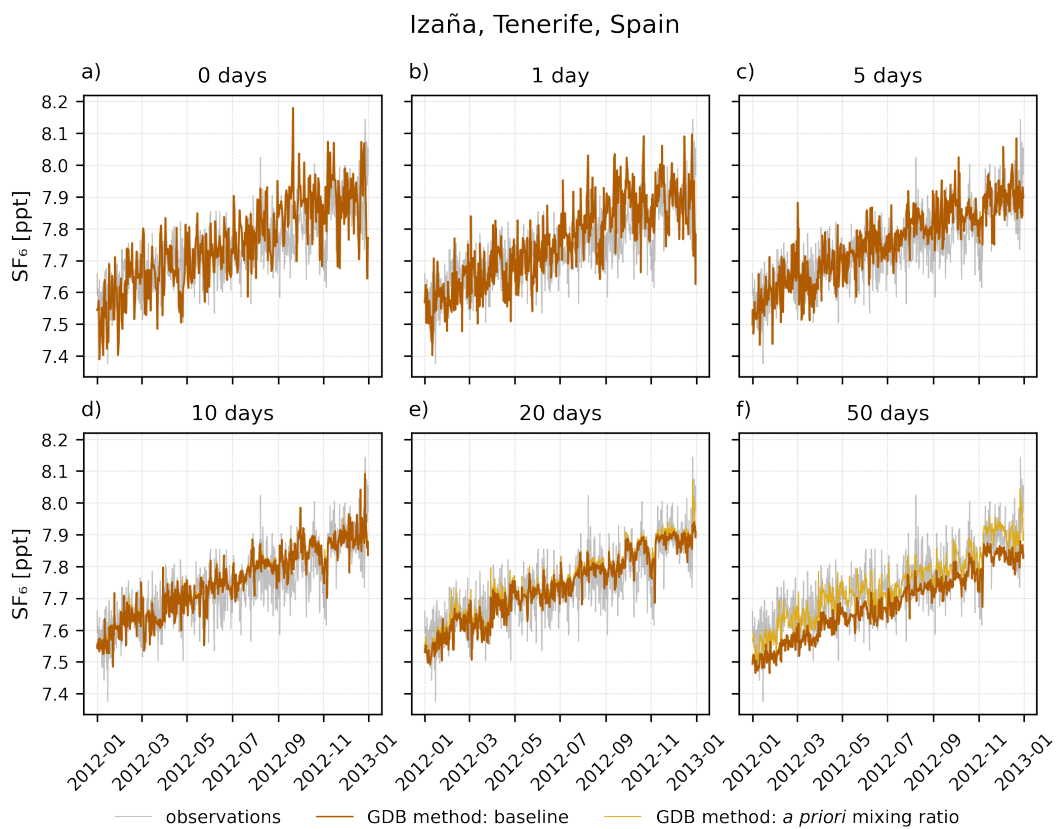 Izaña, Tenerife, Spain
a) 0 days
b) 1 day
c) 5 days
SF₆ [ppt]
8.2
8.1
8.0
7.9
7.8
7.7
7.6
7.5
7.4
d) 10 days
e) 20 days
f) 50 days
SF₆ [ppt]
8.2
8.1
8.0
7.9
7.8
7.7
7.6
7.5
7.4
2012-01 2012-03 2012-05 2012-07 2012-09 2012-11 2013-01
2012-01 2012-03 2012-05 2012-07 2012-09 2012-11 2013-01
2012-01 2012-03 2012-05 2012-07 2012-09 2012-11 2013-01
observations GDB method: baseline GDB method: a priori mixing ratio